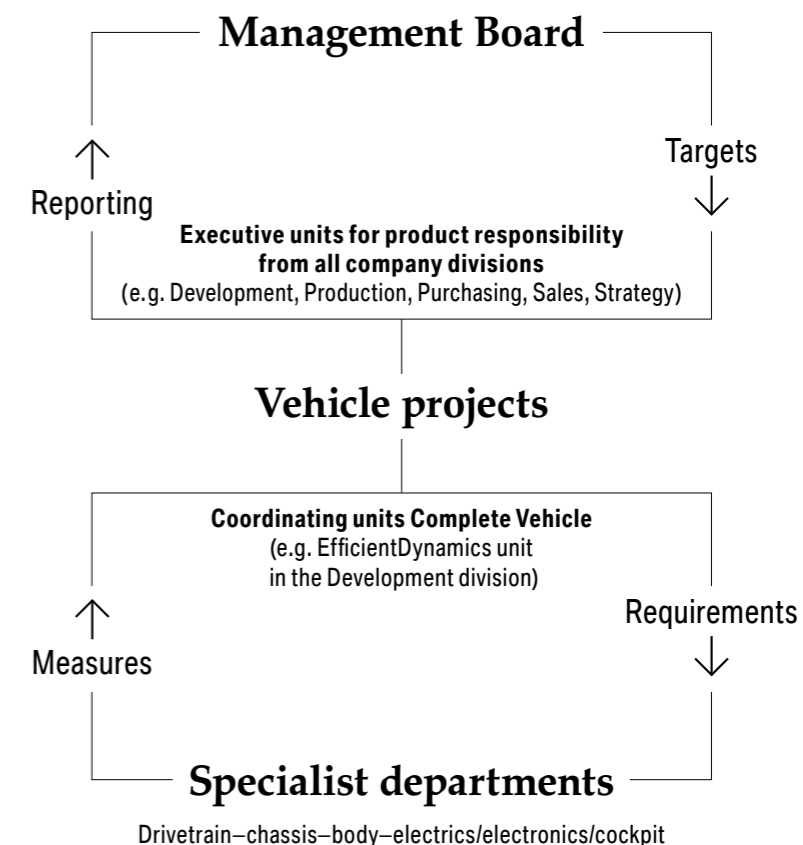 Management Board
Targets
Reporting
Executive units for product responsibility
from all company divisions
(e.g. Development, Production, Purchasing, Sales, Strategy)
Vehicle projects
Coordinating units Complete Vehicle
(e.g. EfficientDynamics unit
in the Development division)
Requirements
Measures
Specialist departments
Drivetrain–chassis–body–electrics/electronics/cockpit